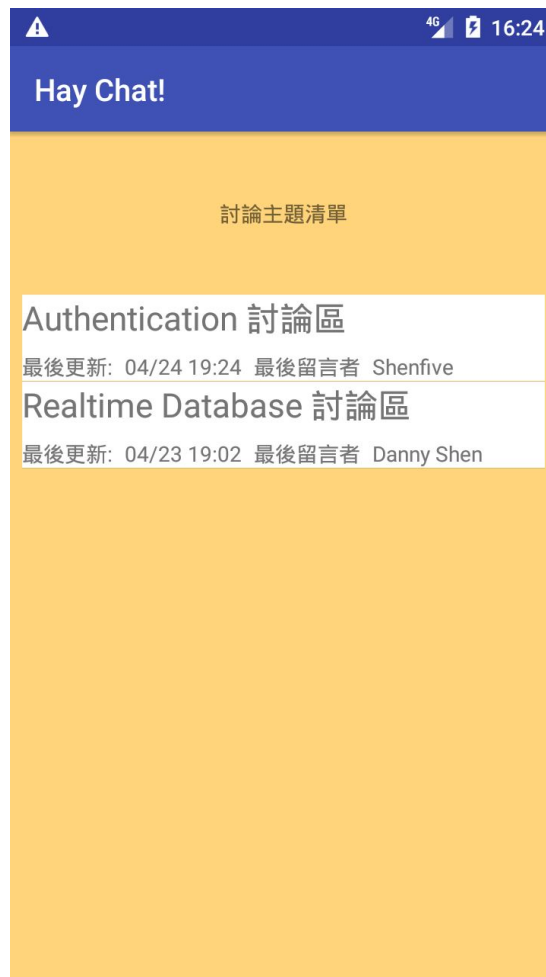 4G 16:24
Hay Chat!
討論主題清單
Authentication 討論區
最後更新: 04/24 19:24 最後留言者 Shenfive
Realtime Database 討論區
最後更新: 04/23 19:02 最後留言者 Danny Shen